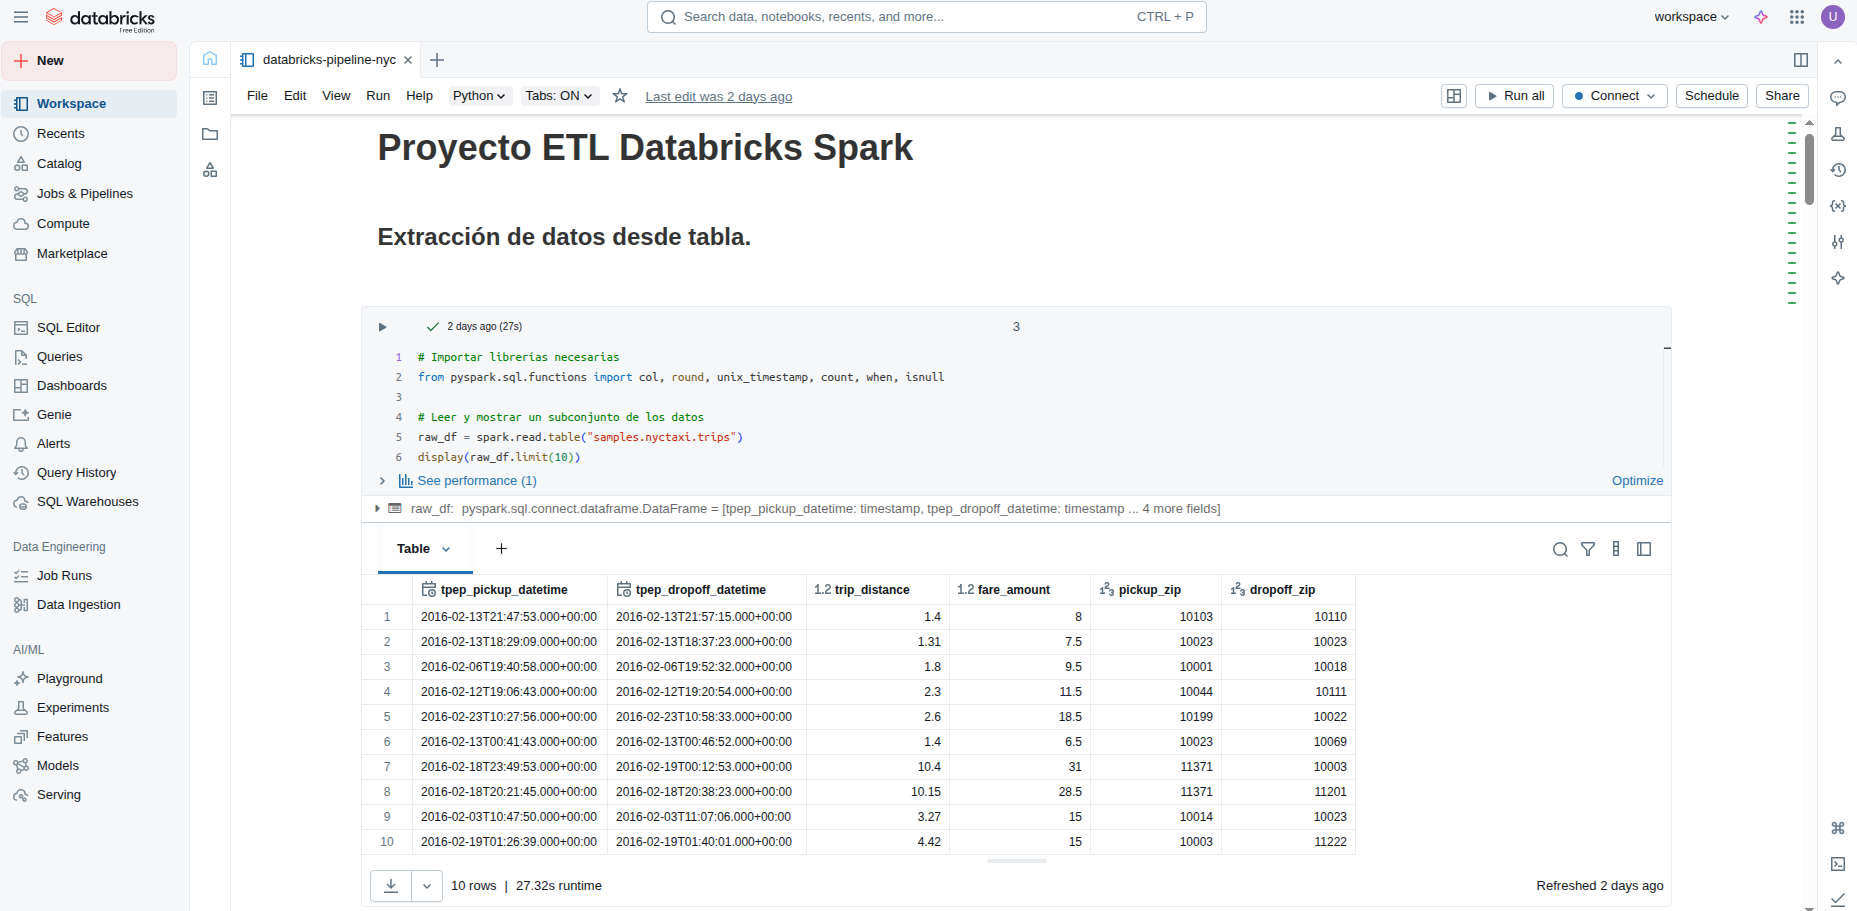 databricks
Free Edition
Search data, notebooks, recents, and more...
CTRL + P
workspace
U
New
Workspace
Recents
Catalog
Jobs & Pipelines
Compute
Marketplace
SQL
SQL Editor
Queries
Dashboards
Genie
Alerts
Query History
SQL Warehouses
Data Engineering
Job Runs
Data Ingestion
AI/ML
Playground
Experiments
Features
Models
Serving
databricks-pipeline-nyc
File Edit View Run Help Python Tabs: ON Last edit was 2 days ago
Run all Connect Schedule Share
Proyecto ETL Databricks Spark
Extracción de datos desde tabla.
2 days ago (27s)
3
1 # Importar librerias necesarias
2 from pyspark.sql.functions import col, round, unix_timestamp, count, when, isnull
3
4 # Leer y mostrar un subconjunto de los datos
5 raw_df = spark.read.table("samples.nyctaxi.trips")
6 display(raw_df.limit(10))
See performance (1)
Optimize
raw_df: pyspark.sql.connect.dataframe.DataFrame = [tpep_pickup_datetime: timestamp, tpep_dropoff_datetime: timestamp ... 4 more fields]
Table
tpep_pickup_datetime tpep_dropoff_datetime 1.2 trip_distance 1.2 fare_amount 123 pickup_zip 123 dropoff_zip
1 2016-02-13T21:47:53.000+00:00 2016-02-13T21:57:15.000+00:00 1.4 8 10103 10110
2 2016-02-13T18:29:09.000+00:00 2016-02-13T18:37:23.000+00:00 1.31 7.5 10023 10023
3 2016-02-06T19:40:58.000+00:00 2016-02-06T19:52:32.000+00:00 1.8 9.5 10001 10018
4 2016-02-12T19:06:43.000+00:00 2016-02-12T19:20:54.000+00:00 2.3 11.5 10044 10111
5 2016-02-23T10:27:56.000+00:00 2016-02-23T10:58:33.000+00:00 2.6 18.5 10199 10022
6 2016-02-13T00:41:43.000+00:00 2016-02-13T00:46:52.000+00:00 1.4 6.5 10023 10069
7 2016-02-18T23:49:53.000+00:00 2016-02-19T00:12:53.000+00:00 10.4 31 11371 10003
8 2016-02-18T20:21:45.000+00:00 2016-02-18T20:38:23.000+00:00 10.15 28.5 11371 11201
9 2016-02-03T10:47:50.000+00:00 2016-02-03T11:07:06.000+00:00 3.27 15 10014 10023
10 2016-02-19T01:26:39.000+00:00 2016-02-19T01:40:01.000+00:00 4.42 15 10003 11222
10 rows | 27.32s runtime
Refreshed 2 days ago